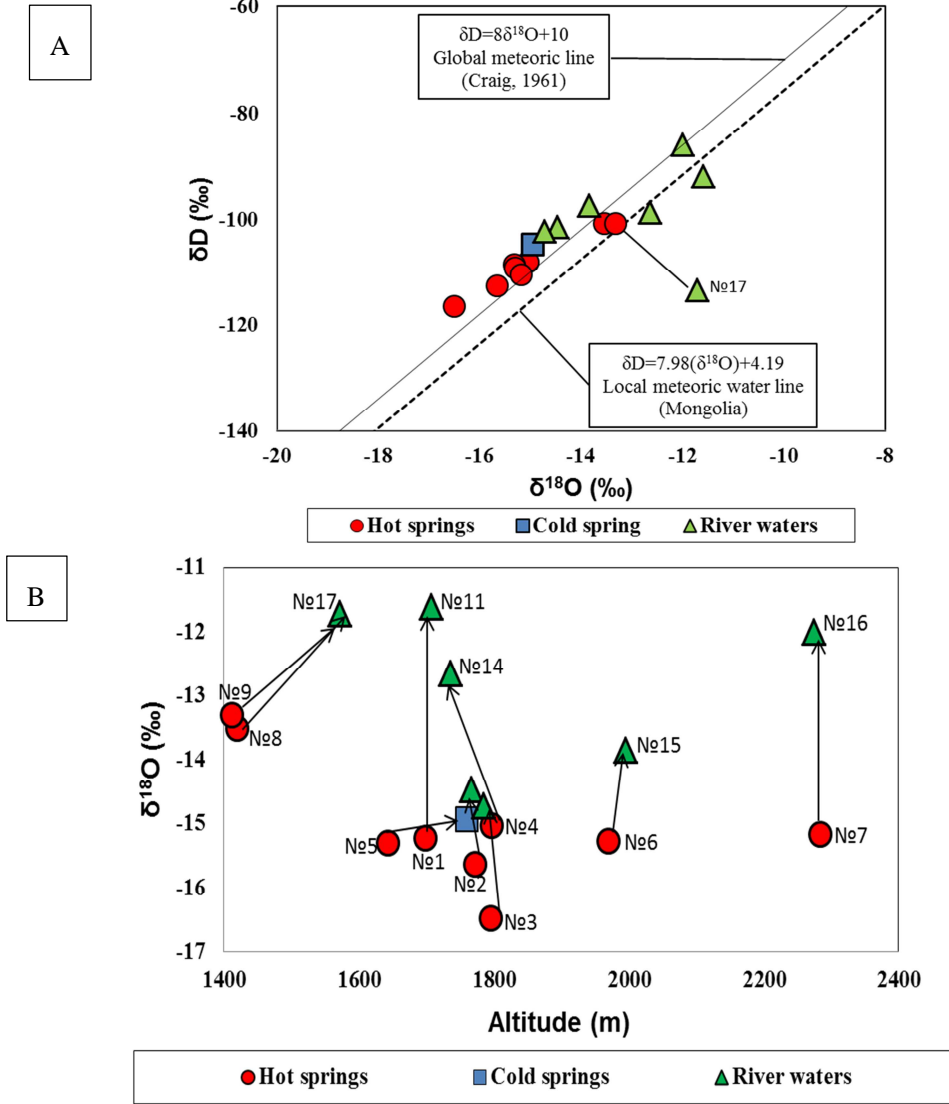 A
-60
-80
-100
-120
-140
δD (‰)
δD=8δ¹⁸O+10
Global meteoric line
(Craig, 1961)
№17
δD=7.98(δ¹⁸O)+4.19
Local meteoric water line
(Mongolia)
-20 -18 -16 -14 -12 -10 -8
δ¹⁸O (‰)
Hot springs Cold spring River waters
B
-11
-12
-13
-14
-15
-16
-17
δ¹⁸O (‰)
№17 №11 №16
№14
№9
№8 №15
№5 №1 №4 №6 №7
№2
№3
1400 1600 1800 2000 2200 2400
Altitude (m)
Hot springs Cold springs River waters